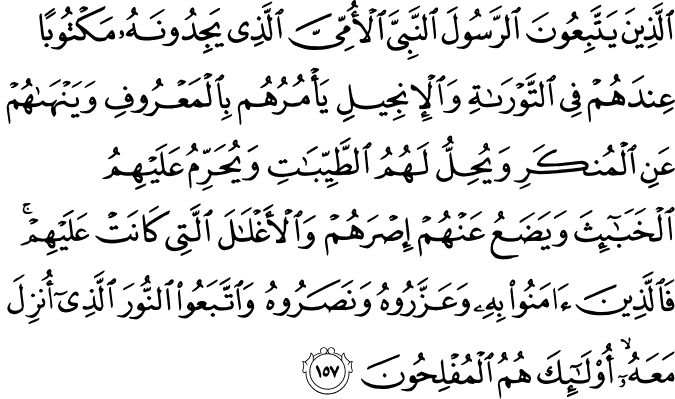 ٱلَّذِينَ يَتَّبِعُونَ ٱلرَّسُولَ ٱلنَّبِىَّ ٱلْأُمِّىَّ ٱلَّذِى يَجِدُونَهُۥ مَكْتُوبًا
عِندَهُمْ فِى ٱلتَّوْرَىٰةِ وَٱلْإِنجِيلِ يَأْمُرُهُم بِٱلْمَعْرُوفِ وَيَنْهَىٰهُمْ
عَنِ ٱلْمُنكَرِ وَيُحِلُّ لَهُمُ ٱلطَّيِّبَـٰتِ وَيُحَرِّمُ عَلَيْهِمُ
ٱلْخَبَـٰٓئِثَ وَيَضَعُ عَنْهُمْ إِصْرَهُمْ وَٱلْأَغْلَـٰلَ ٱلَّتِى كَانَتْ عَلَيْهِمْ ۚ
فَٱلَّذِينَ ءَامَنُوا۟ بِهِۦ وَعَزَّرُوهُ وَنَصَرُوهُ وَٱتَّبَعُوا۟ ٱلنُّورَ ٱلَّذِىٓ أُنزِلَ
مَعَهُۥٓ ۙ أُو۟لَـٰٓئِكَ هُمُ ٱلْمُفْلِحُونَ ١٥٧